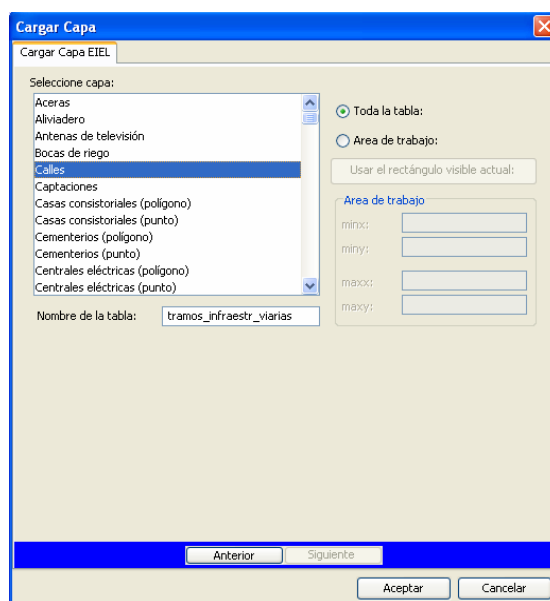 Cargar Capa
Cargar Capa EIEL
Seleccione capa:
Aceras
Aliviadero
Antenas de televisión
Bocas de riego
Calles
Captaciones
Casas consistoriales (polígono)
Casas consistoriales (punto)
Cementerios (polígono)
Cementerios (punto)
Centrales eléctricas (polígono)
Centrales eléctricas (punto)
Nombre de la tabla:
tramos_infraestr_viarias
Toda la tabla:
Area de trabajo:
Usar el rectángulo visible actual:
Area de trabajo
minx:
miny:
maxx:
maxy:
Anterior
Siguiente
Aceptar
Cancelar